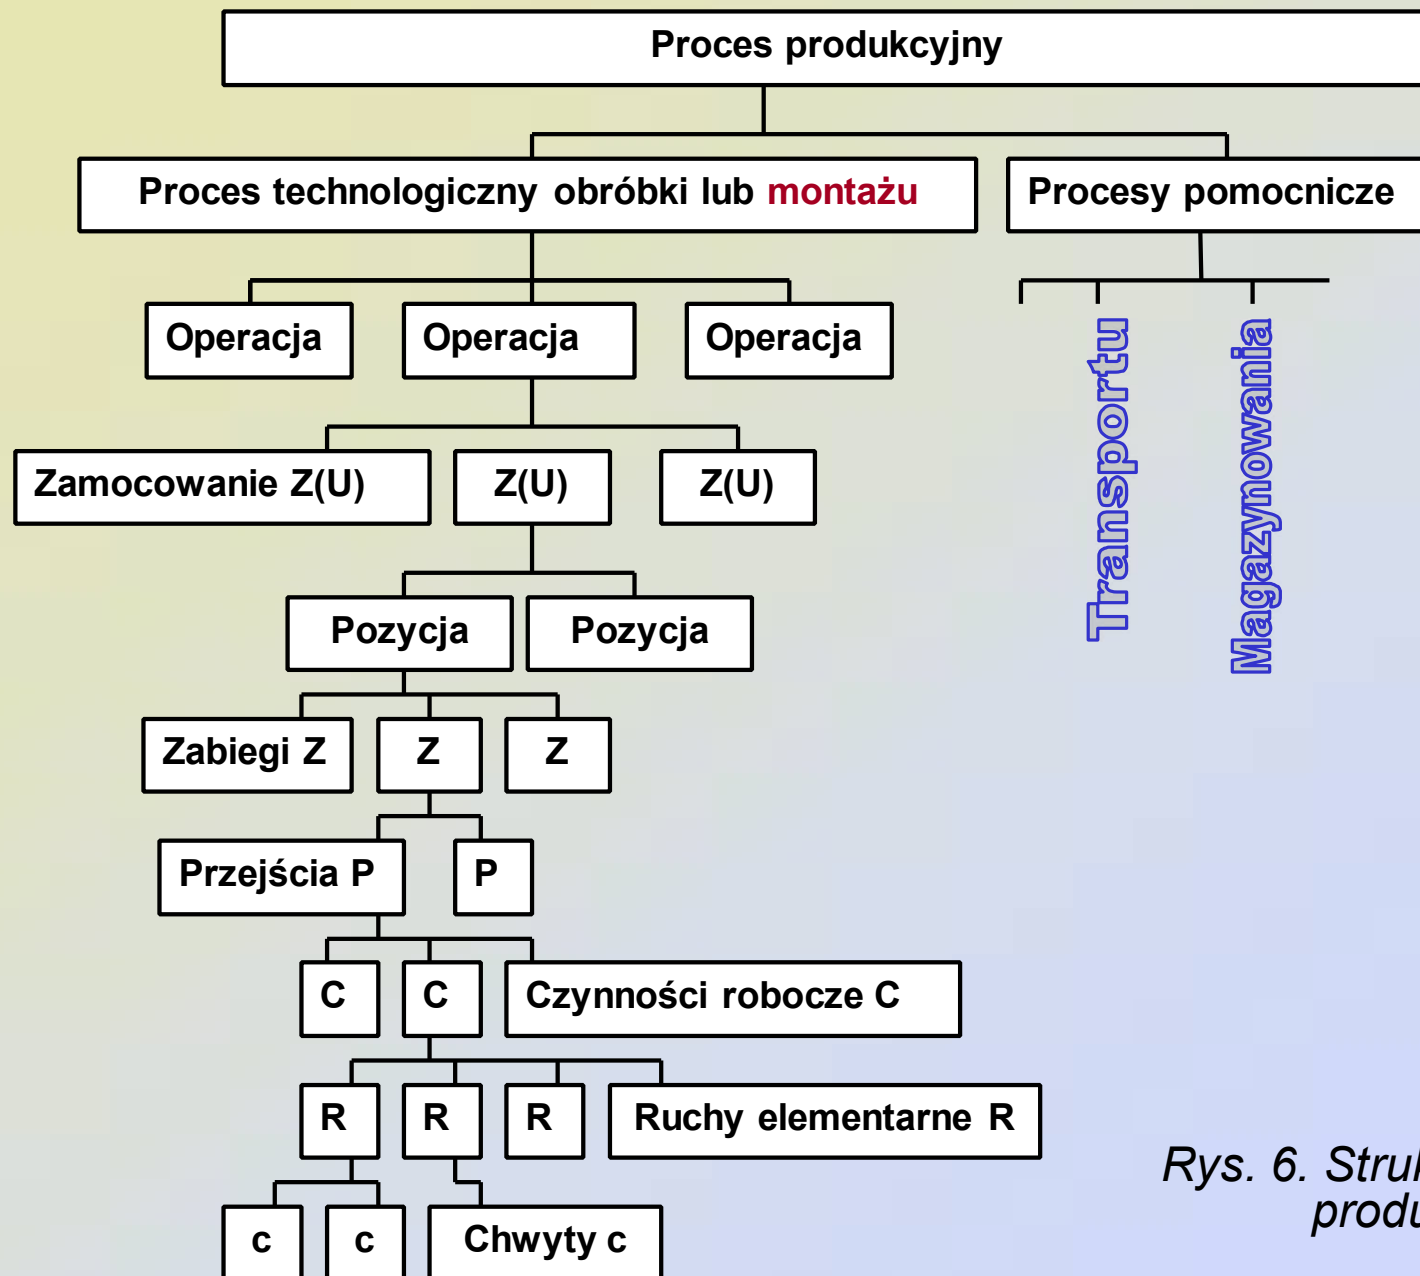 Proces produkcyjny
Proces technologiczny obróbki lub montażu
Procesy pomocnicze
Operacja
Operacja
Operacja
Transportu
Magazynowania
Zamocowanie Z(U)
Z(U)
Z(U)
Pozycja
Pozycja
Zabiegi Z
Z
Z
Przejścia P
P
C
C
Czynności robocze C
R
R
R
Ruchy elementarne R
Rys. 6.
c
c
Chwyty c